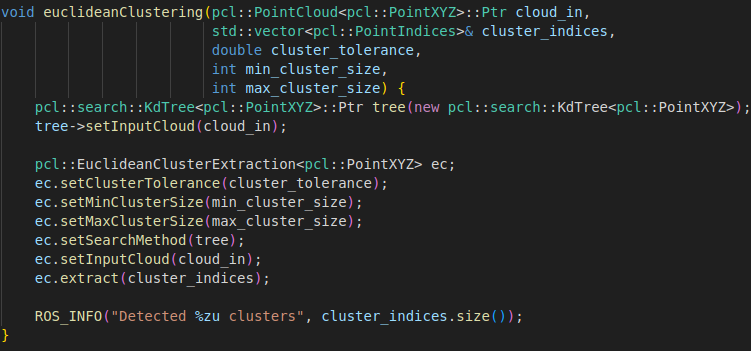 void euclideanClustering(pcl::PointCloud<pcl::PointXYZ>::Ptr cloud_in,
                         std::vector<pcl::PointIndices>& cluster_indices,
                         double cluster_tolerance,
                         int min_cluster_size,
                         int max_cluster_size) {
    pcl::search::KdTree<pcl::PointXYZ>::Ptr tree(new pcl::search::KdTree<pcl::PointXYZ>);
    tree->setInputCloud(cloud_in);

    pcl::EuclideanClusterExtraction<pcl::PointXYZ> ec;
    ec.setClusterTolerance(cluster_tolerance);
    ec.setMinClusterSize(min_cluster_size);
    ec.setMaxClusterSize(max_cluster_size);
    ec.setSearchMethod(tree);
    ec.setInputCloud(cloud_in);
    ec.extract(cluster_indices);

    ROS_INFO("Detected %zu clusters", cluster_indices.size());
}